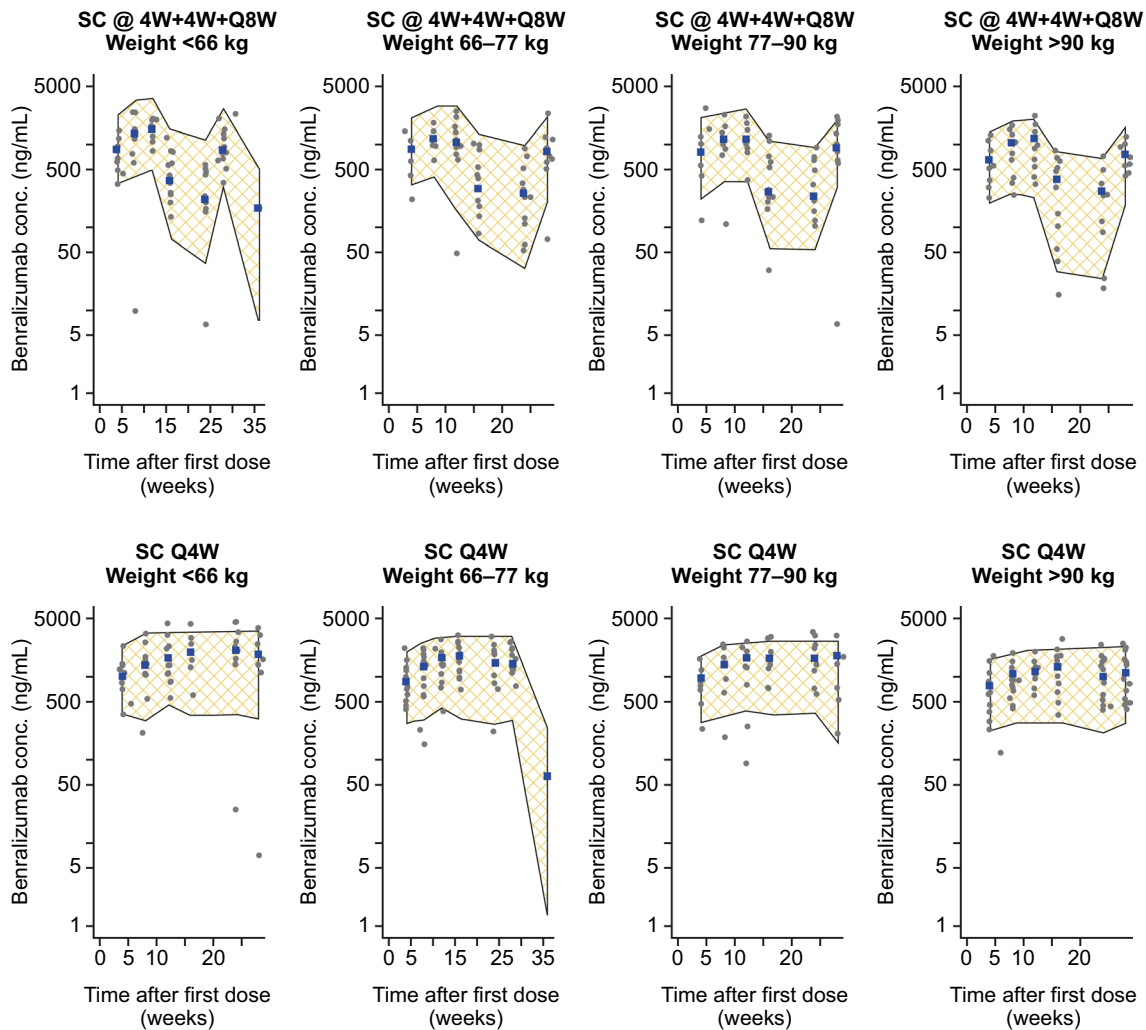 SC @ 4W+4W+Q8W
Weight <66 kg
Benralizumab conc. (ng/mL)
5000
500
50
5
1
0 5 15 25 35
Time after first dose
(weeks)
SC @ 4W+4W+Q8W
Weight 66–77 kg
Benralizumab conc. (ng/mL)
5000
500
50
5
1
0 5 10 20
Time after first dose
(weeks)
SC @ 4W+4W+Q8W
Weight 77–90 kg
Benralizumab conc. (ng/mL)
5000
500
50
5
1
0 5 10 20
Time after first dose
(weeks)
SC @ 4W+4W+Q8W
Weight >90 kg
Benralizumab conc. (ng/mL)
5000
500
50
5
1
0 5 10 20
Time after first dose
(weeks)
SC Q4W
Weight <66 kg
Benralizumab conc. (ng/mL)
5000
500
50
5
1
0 5 10 20
Time after first dose
(weeks)
SC Q4W
Weight 66–77 kg
Benralizumab conc. (ng/mL)
5000
500
50
5
1
0 5 15 25 35
Time after first dose
(weeks)
SC Q4W
Weight 77–90 kg
Benralizumab conc. (ng/mL)
5000
500
50
5
1
0 5 10 20
Time after first dose
(weeks)
SC Q4W
Weight >90 kg
Benralizumab conc. (ng/mL)
5000
500
50
5
1
0 5 10 20
Time after first dose
(weeks)